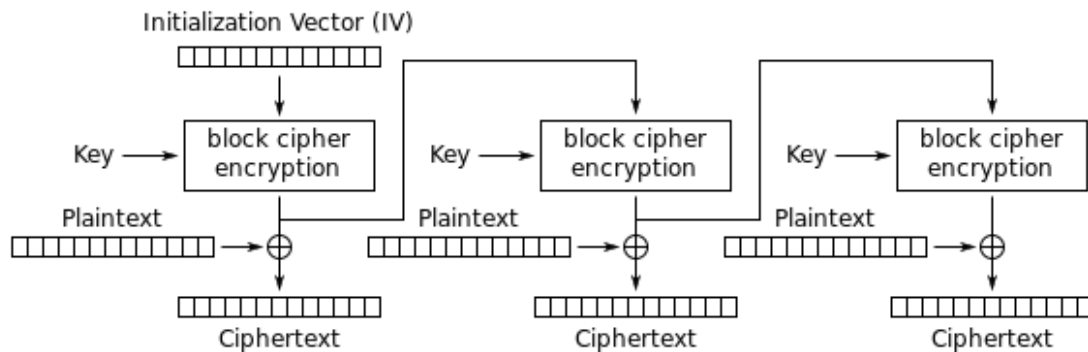 Initialization Vector (IV)
Key
block cipher
encryption
Key
block cipher
encryption
Key
block cipher
encryption
Plaintext
Plaintext
Plaintext
Ciphertext
Ciphertext
Ciphertext